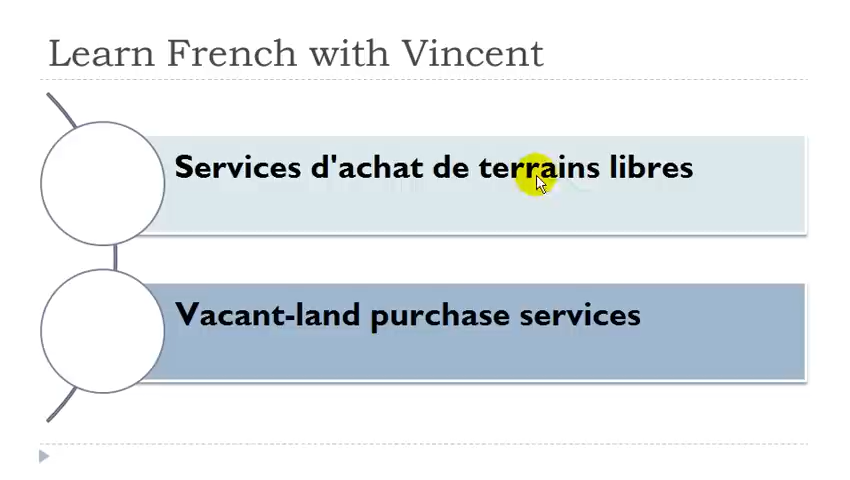 Learn French with Vincent
Services d'achat de terrains libres
Vacant-land purchase services